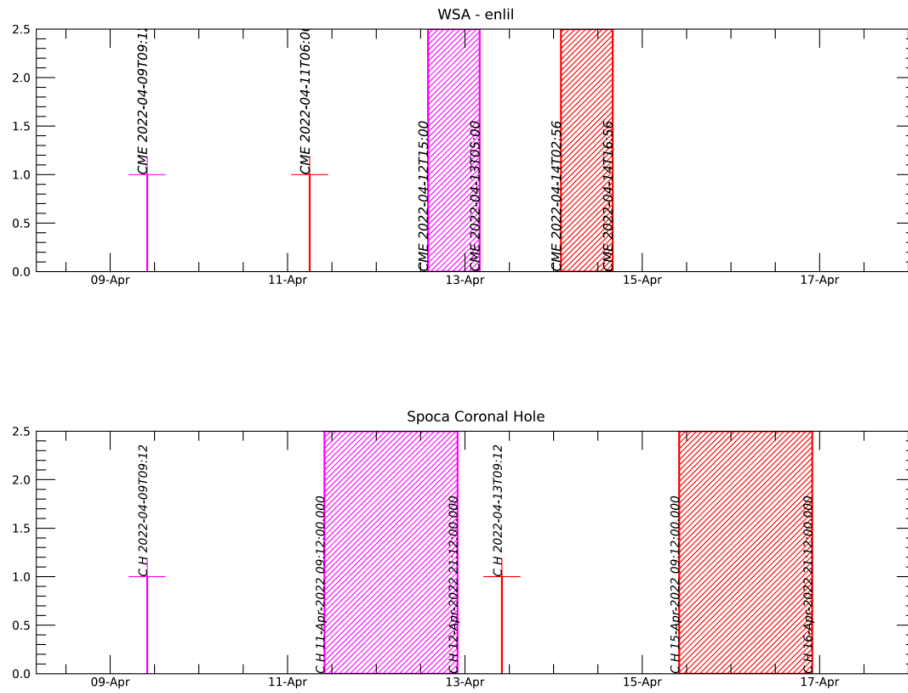 WSA - enlil
2.5
2.0
1.5
1.0
0.5
0.0
CME 2022-04-09T09:12
CME 2022-04-11T06:00
CME 2022-04-12T15:00
CME 2022-04-13T05:00
CME 2022-04-14T02:56
CME 2022-04-14T16:56
09-Apr
11-Apr
13-Apr
15-Apr
17-Apr
Spoca Coronal Hole
2.5
2.0
1.5
1.0
0.5
0.0
C H 2022-04-09T09:12
C H 11-Apr-2022 09:12:00.000
C H 12-Apr-2022 21:12:00.000
C H 2022-04-13T09:12
C H 15-Apr-2022 09:12:00.000
C H 16-Apr-2022 21:12:00.000
09-Apr
11-Apr
13-Apr
15-Apr
17-Apr